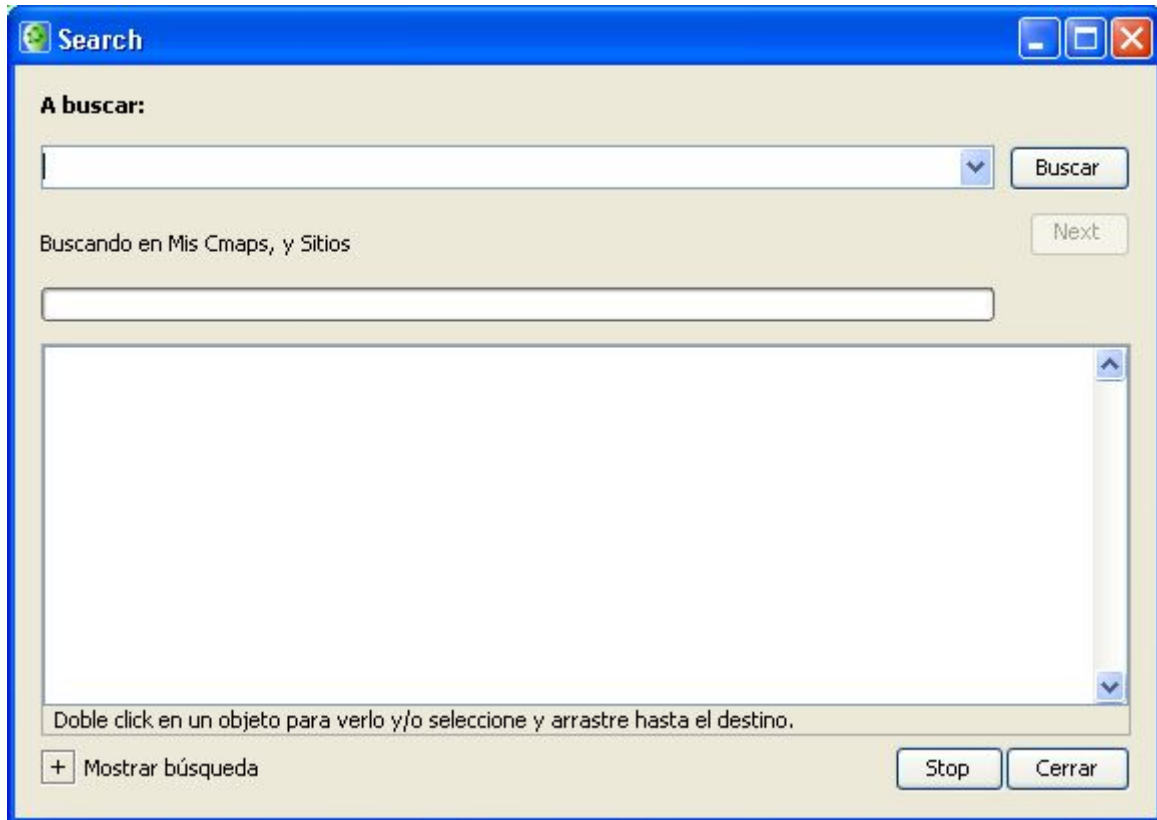 Search
A buscar:
Buscar
Buscando en Mis Cmaps, y Sitios
Next
Doble click en un objeto para verlo y/o seleccione y arrastre hasta el destino.
+ Mostrar búsqueda
Stop
Cerrar